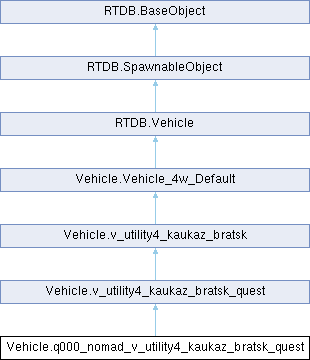 RTDB.BaseObject
RTDB.SpawnableObject
RTDB.Vehicle
Vehicle.Vehicle_4w_Default
Vehicle.v_utility4_kaukaz_bratsk
Vehicle.v_utility4_kaukaz_bratsk_quest
Vehicle.q000_nomad_v_utility4_kaukaz_bratsk_quest